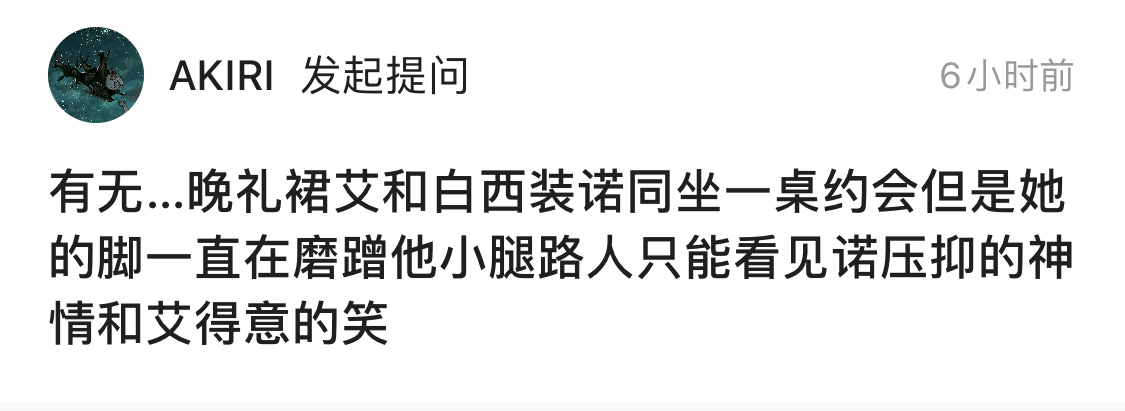 AKIRI 发起提问
6小时前
有无...晚礼裙艾和白西装诺同坐一桌约会但是她
的脚一直在磨蹭他小腿路人只能看见诺压抑的神
情和艾得意的笑